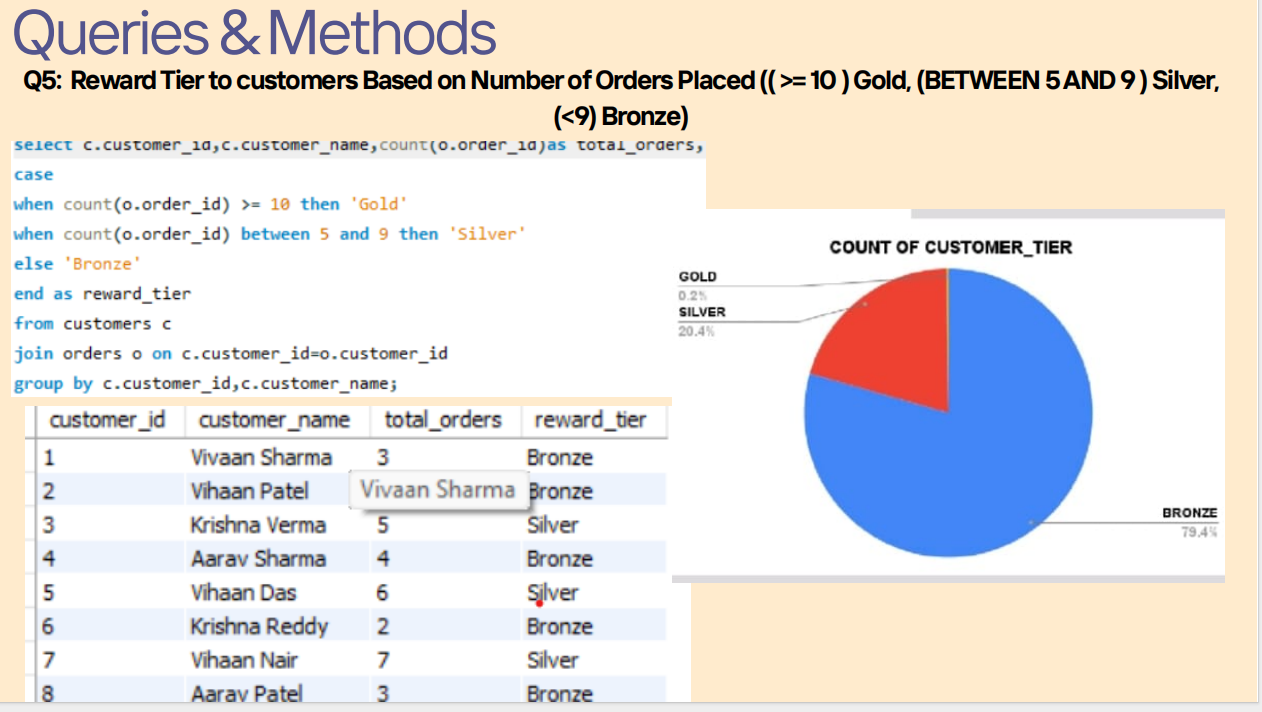 Queries & Methods
Q5: Reward Tier to customers Based on Number of Orders Placed (( >= 10 ) Gold, (BETWEEN 5 AND 9 ) Silver,
(<9) Bronze)
select c.customer_id,c.customer_name,count(o.order_id)as total_orders,
case
when count(o.order_id) >= 10 then 'Gold'
when count(o.order_id) between 5 and 9 then 'Silver'
else 'Bronze'
end as reward_tier
from customers c
join orders o on c.customer_id=o.customer_id
group by c.customer_id,c.customer_name;
customer_id customer_name total_orders reward_tier
1 Vivaan Sharma 3 Bronze
2 Vihaan Patel Vivaan Sharma Bronze
3 Krishna Verma 5 Silver
4 Aarav Sharma 4 Bronze
5 Vihaan Das 6 Silver
6 Krishna Reddy 2 Bronze
7 Vihaan Nair 7 Silver
8 Aarav Patel 3 Bronze
COUNT OF CUSTOMER_TIER
GOLD
0.2%
SILVER
20.4%
BRONZE
79.4%